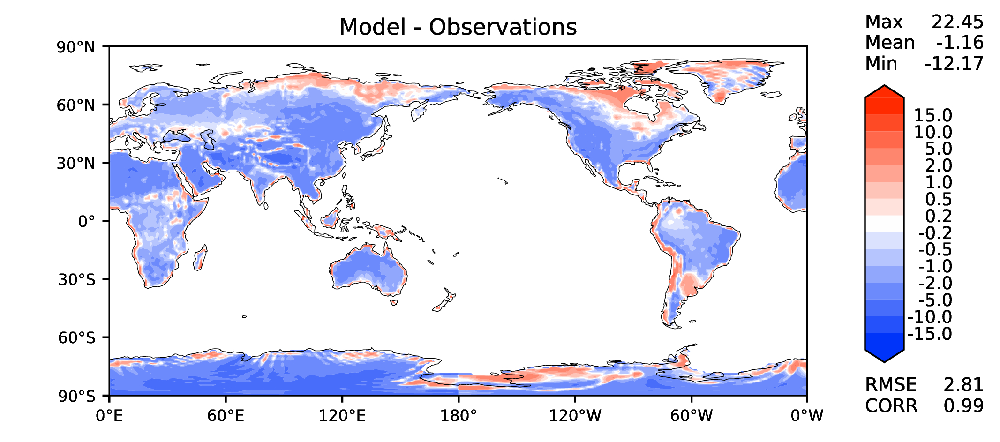 Model - Observations
Max 22.45
Mean -1.16
Min -12.17
90°N
60°N
30°N
0°
30°S
60°S
90°S
0°E 60°E 120°E 180° 120°W 60°W 0°W
15.0
10.0
5.0
2.0
1.0
0.5
0.2
-0.2
-0.5
-1.0
-2.0
-5.0
-10.0
-15.0
RMSE 2.81
CORR 0.99